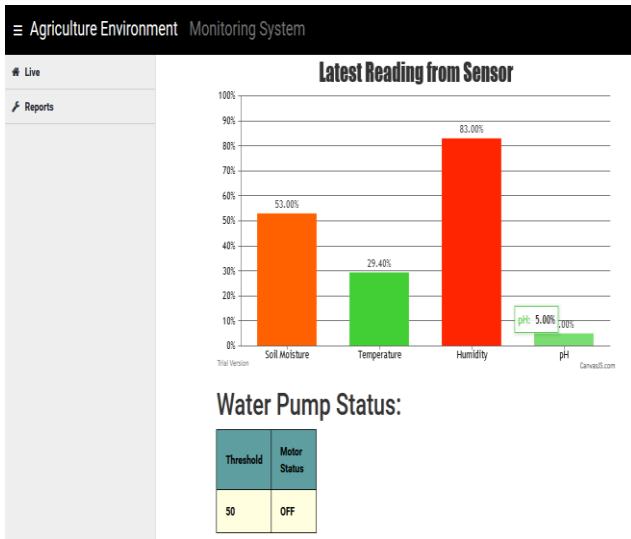 ≡ Agriculture Environment Monitoring System
Live
Reports
Latest Reading from Sensor
100%
90%
80%
70%
60%
50%
40%
30%
20%
10%
0%
53.00%
29.40%
83.00%
pH: 5.00%
.00%
Soil Moisture
Temperature
Humidity
pH
Trial Version
CanvasJS.com
Water Pump Status:
Threshold
Motor
Status
50
OFF